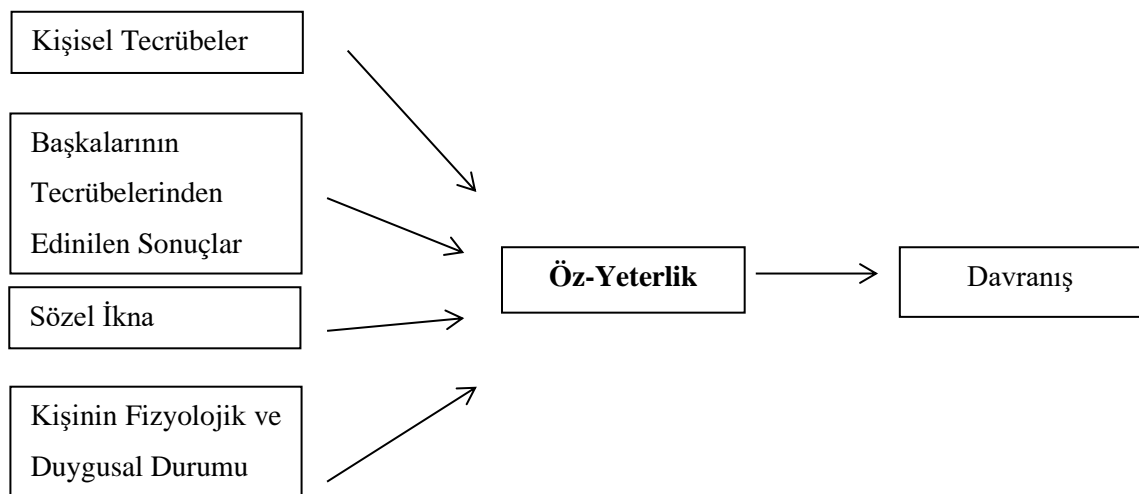 Kişisel Tecrübeler
Başkalarının
Tecrübelerinden
Edinilen Sonuçlar
Sözel İkna
Kişinin Fizyolojik ve
Duygusal Durumu
Öz-Yeterlik
Davranış